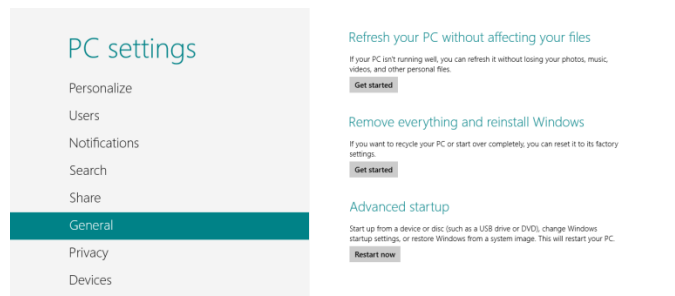 PC settings
Personalize
Users
Notifications
Search
Share
General
Privacy
Devices
Refresh your PC without affecting your files
If your PC isn't running well, you can refresh it without losing your photos, music,
videos, and other personal files.
Get started
Remove everything and reinstall Windows
If you want to recycle your PC or start over completely, you can reset it to its factory
settings.
Get started
Advanced startup
Start up from a device or disc (such as a USB drive or DVD), change Windows
startup settings, or restore Windows from a system image. This will restart your PC.
Restart now